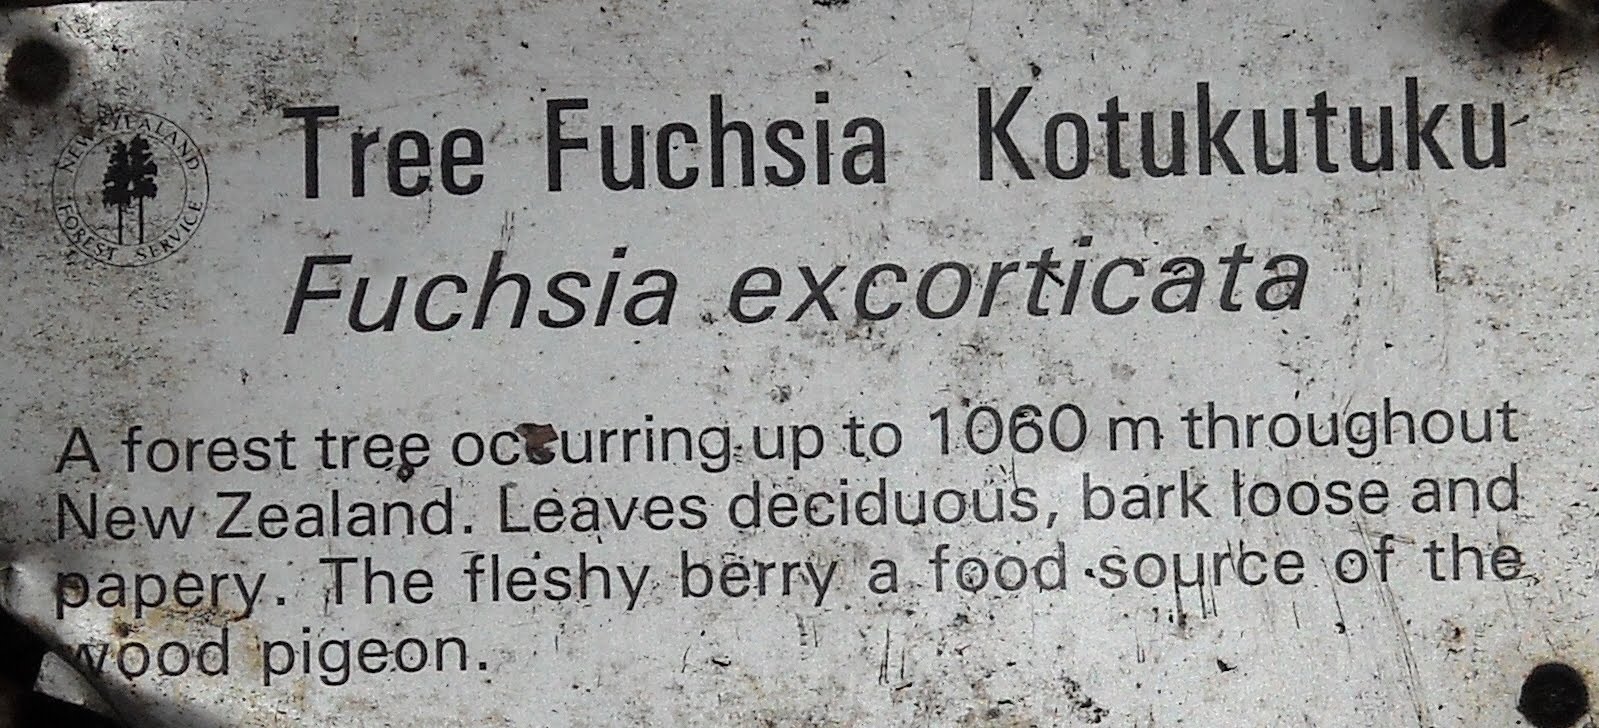 NEW ZEALAND
FOREST SERVICE
Tree Fuchsia Kotukutuku
Fuchsia excorticata
A forest tree occurring up to 1060 m throughout
New Zealand. Leaves deciduous, bark loose and
papery. The fleshy berry a food source of the
wood pigeon.